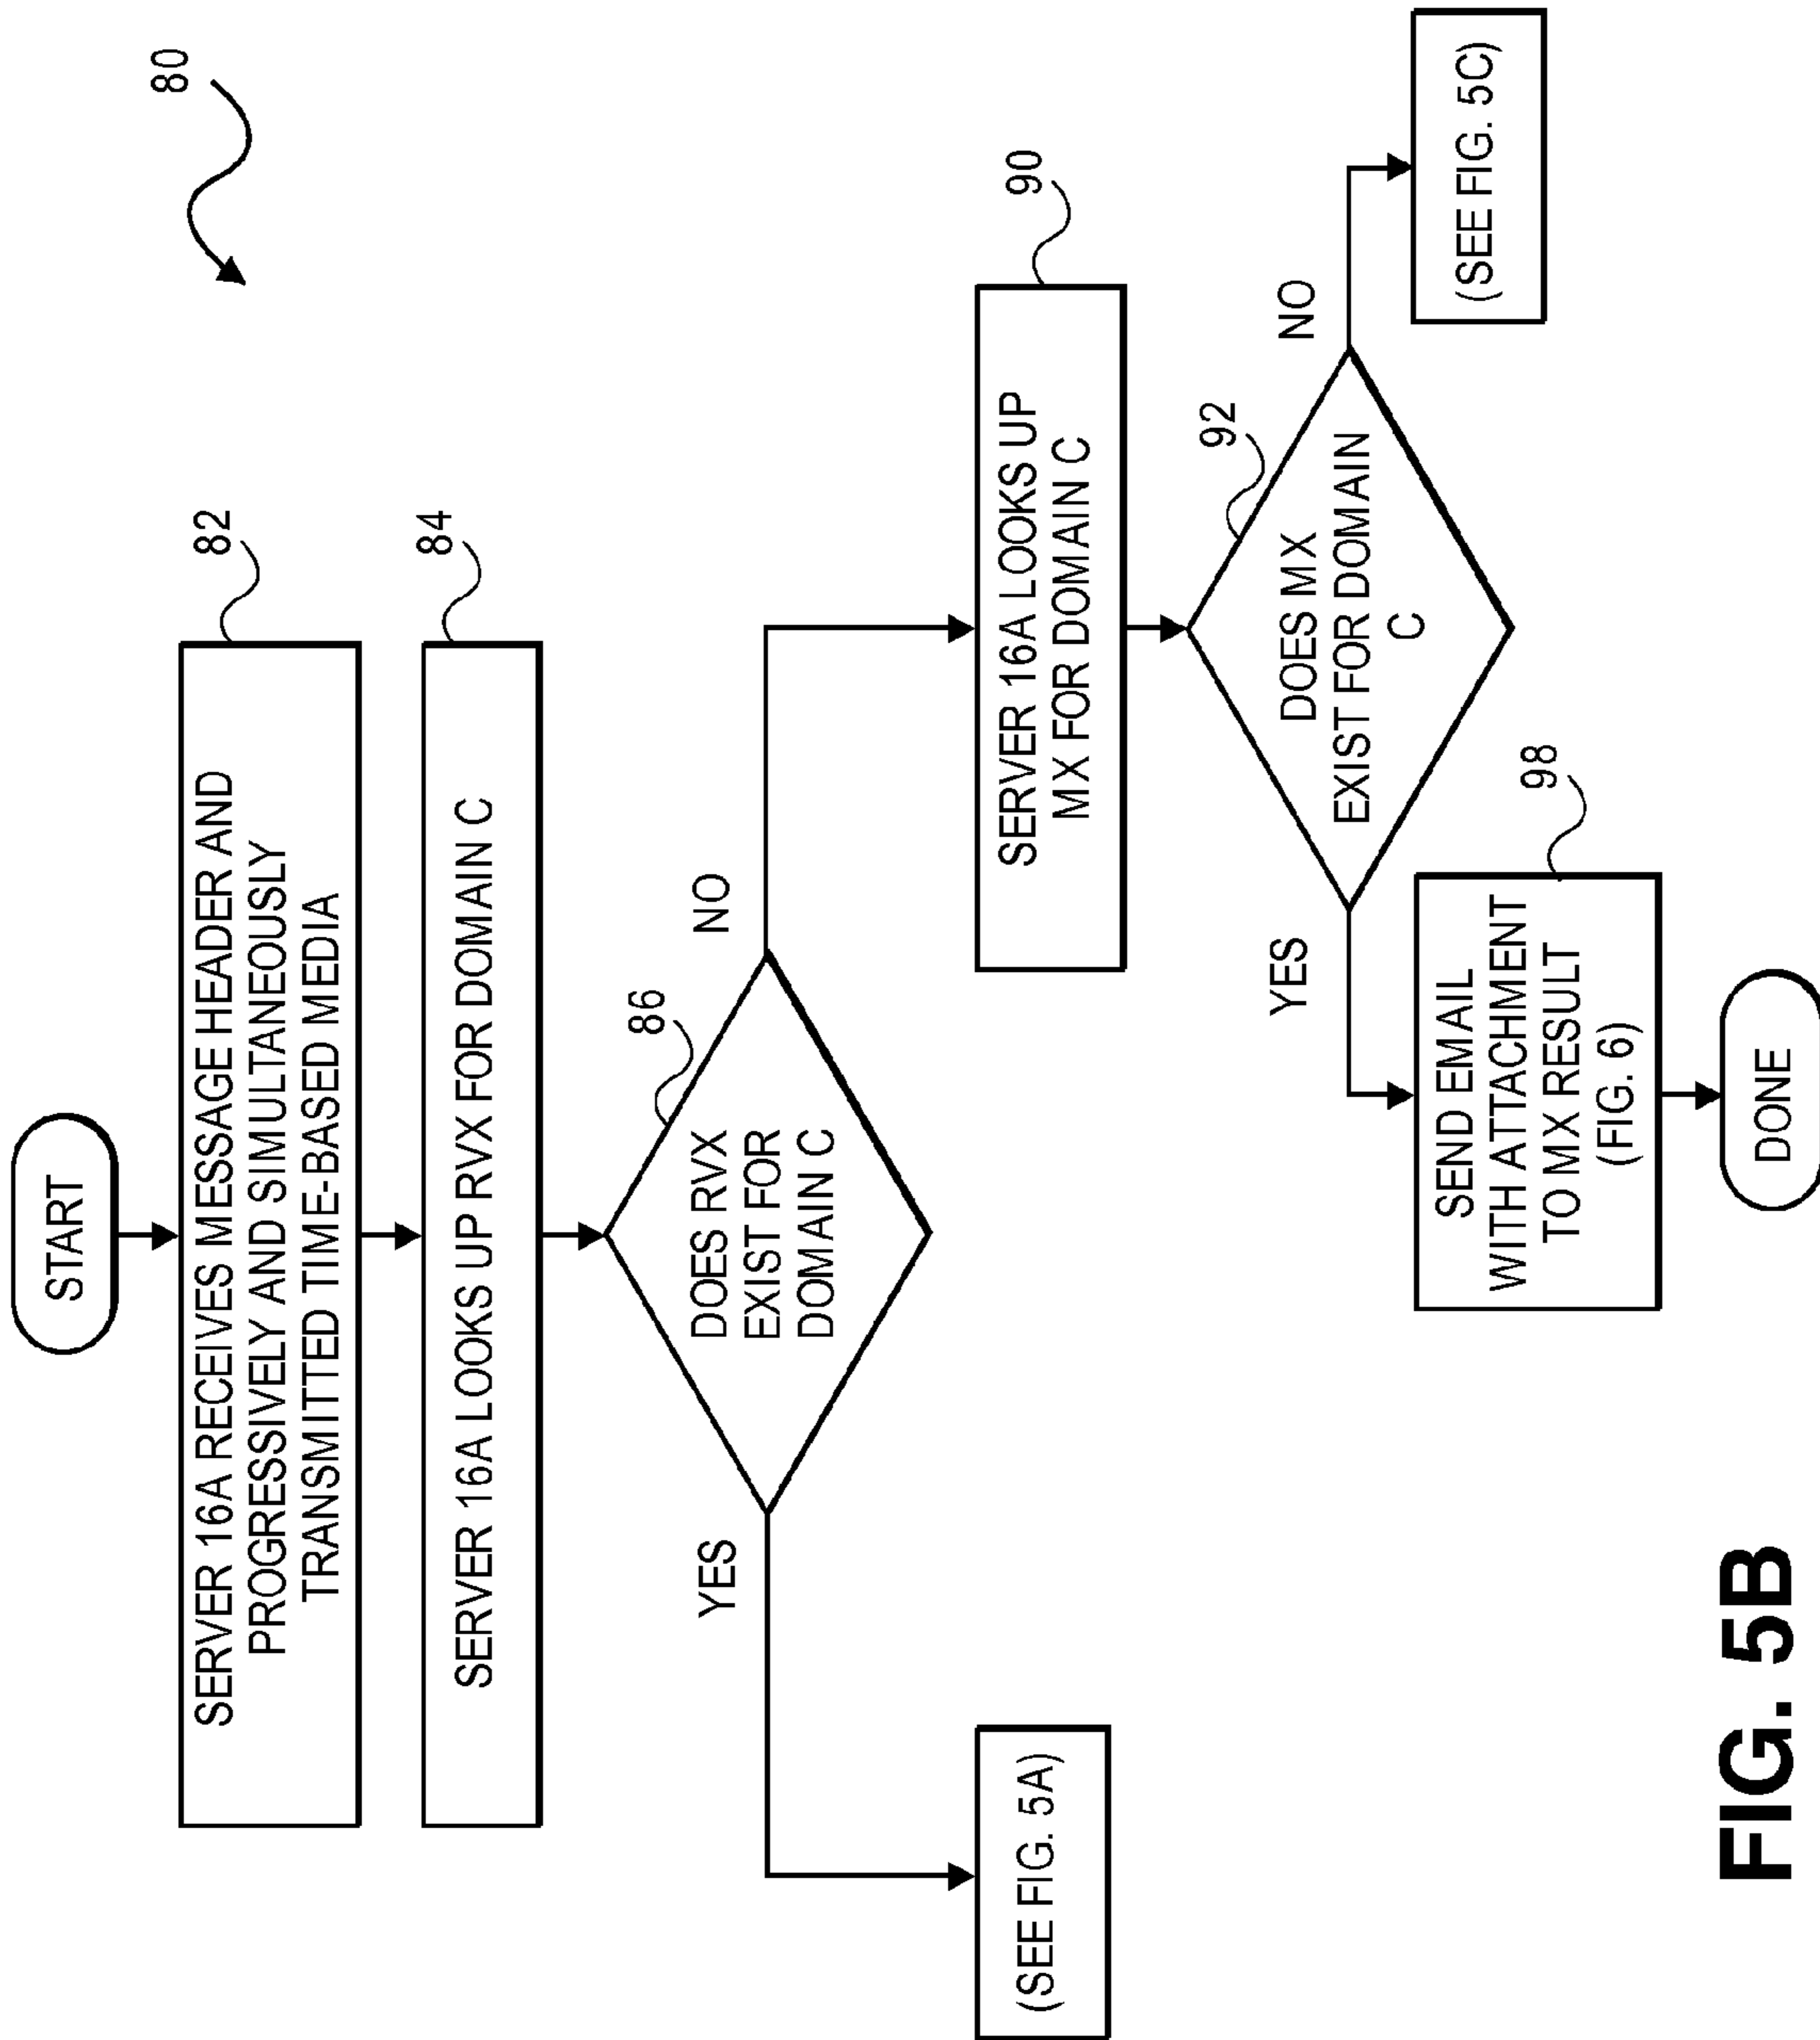 80
START
82
SERVER 16A RECEIVES MESSAGE HEADER AND
PROGRESSIVELY AND SIMULTANEOUSLY
TRANSMITTED TIME-BASED MEDIA
84
SERVER 16A LOOKS UP RVX FOR DOMAIN C
86
DOES RVX
EXIST FOR
DOMAIN C
YES
NO
(SEE FIG. 5A)
90
SERVER 16A LOOKS UP
MX FOR DOMAIN C
92
DOES MX
EXIST FOR DOMAIN
C
YES
NO
98
SEND EMAIL
WITH ATTACHMENT
TO MX RESULT
(FIG. 6)
(SEE FIG. 5C)
DONE
FIG. 5B